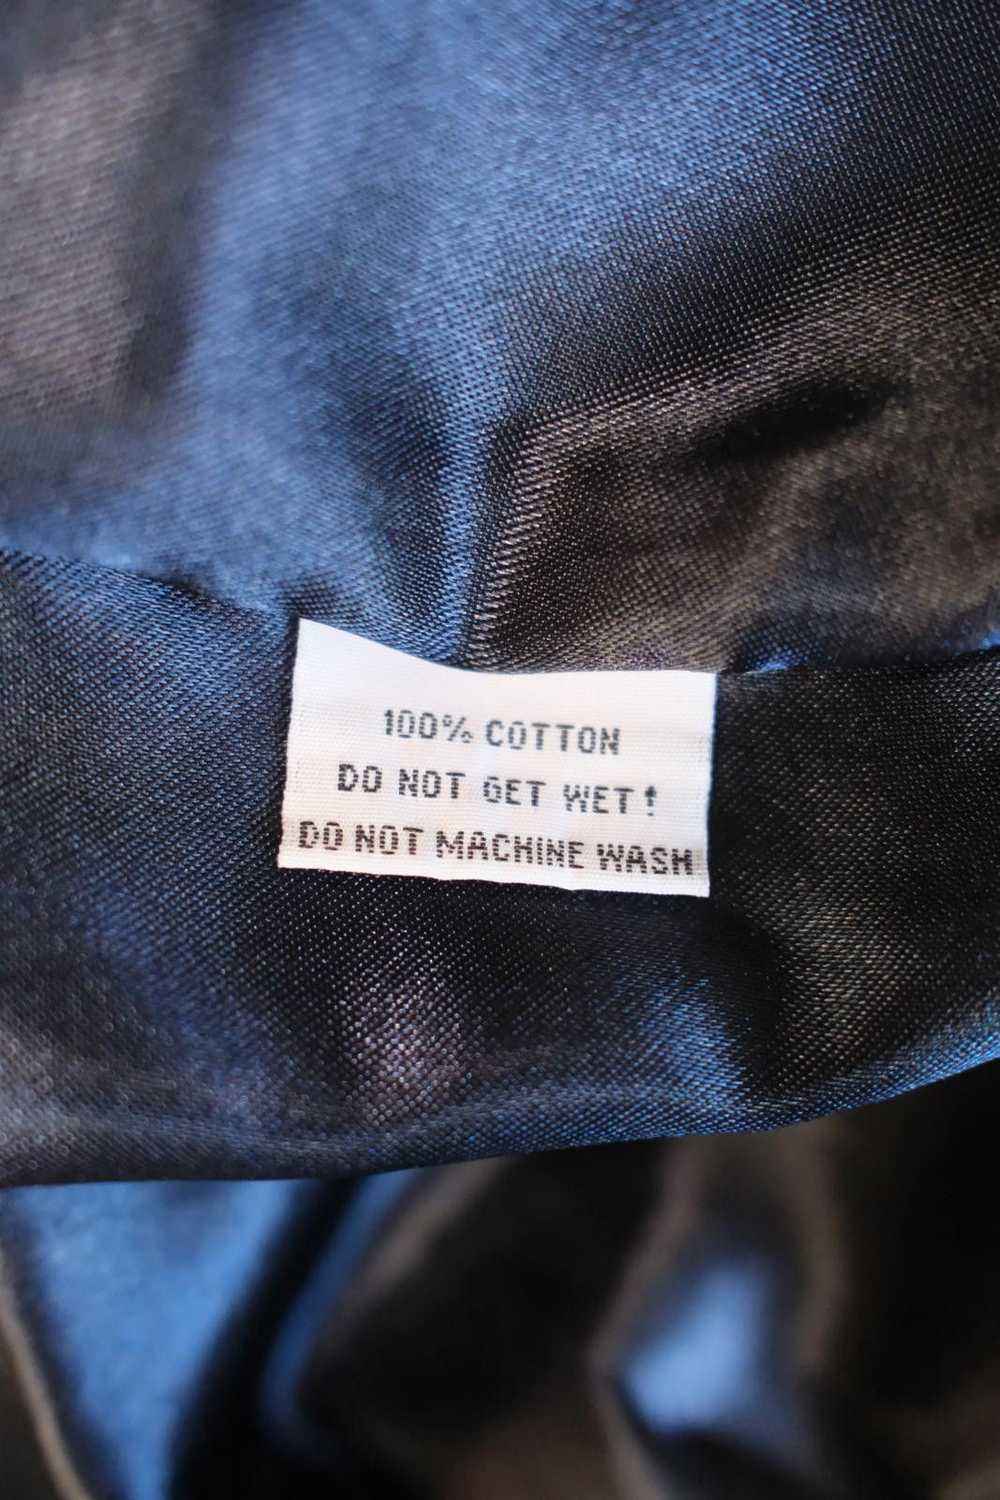 100% COTTON
DO NOT GET WET!
DO NOT MACHINE WASH